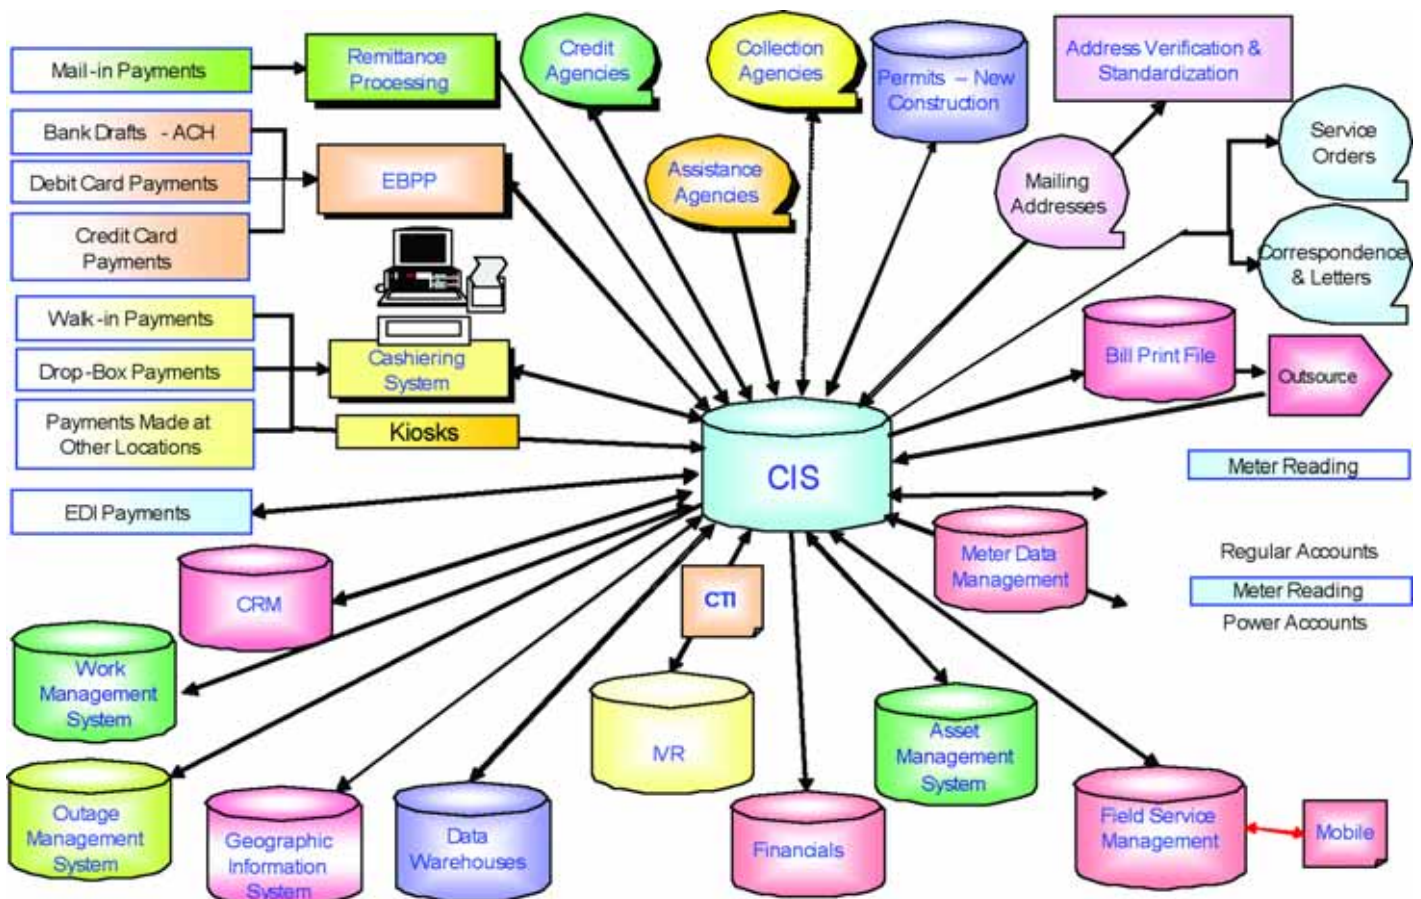 Mail-in Payments
Remittance
Processing
Credit
Agencies
Collection
Agencies
Permits – New
Construction
Address Verification &
Standardization
Bank Drafts - ACH
Debit Card Payments
Credit Card
Payments
EBPP
Assistance
Agencies
Mailing
Addresses
Service
Orders
Correspondence
& Letters
Walk-in Payments
Drop-Box Payments
Payments Made at
Other Locations
Cashiering
System
Kiosks
Bill Print File
Outsource
EDI Payments
CIS
Meter Reading
Regular Accounts
Meter Reading
Power Accounts
Meter Data
Management
CRM
CTI
Work
Management
System
IVR
Asset
Management
System
Outage
Management
System
Geographic
Information
System
Data
Warehouses
Financials
Field Service
Management
Mobile